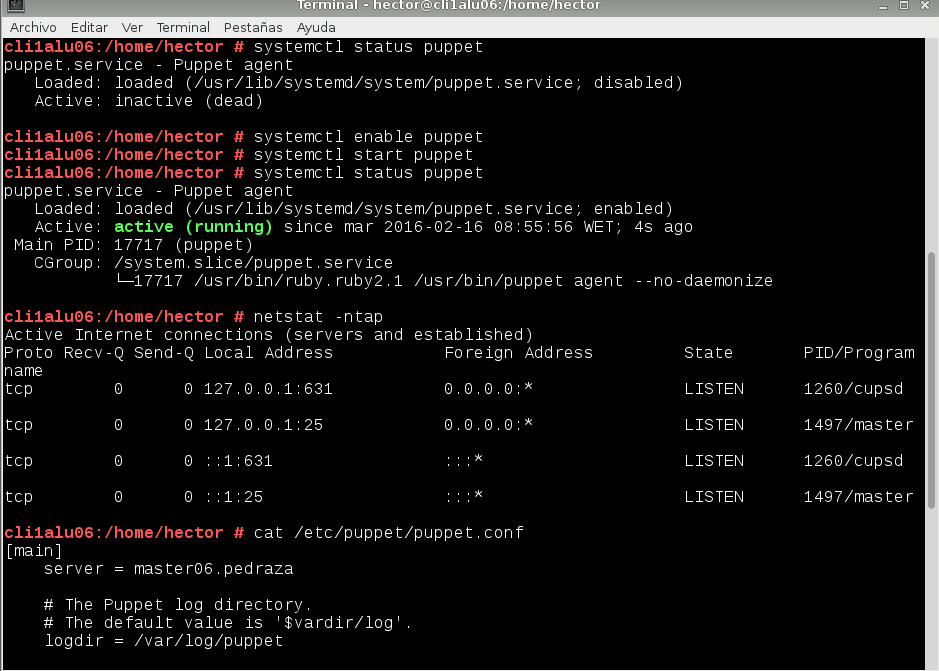 Terminal - hector@cli1alu06:/home/hector
Archivo Editar Ver Terminal Pestañas Ayuda
cli1alu06:/home/hector # systemctl status puppet
puppet.service - Puppet agent
   Loaded: loaded (/usr/lib/systemd/system/puppet.service; disabled)
   Active: inactive (dead)
cli1alu06:/home/hector # systemctl enable puppet
cli1alu06:/home/hector # systemctl start puppet
cli1alu06:/home/hector # systemctl status puppet
puppet.service - Puppet agent
   Loaded: loaded (/usr/lib/systemd/system/puppet.service; enabled)
   Active: active (running) since mar 2016-02-16 08:55:56 WET; 4s ago
 Main PID: 17717 (puppet)
   CGroup: /system.slice/puppet.service
           └─17717 /usr/bin/ruby.ruby2.1 /usr/bin/puppet agent --no-daemonize
cli1alu06:/home/hector # netstat -ntap
Active Internet connections (servers and established)
Proto Recv-Q Send-Q Local Address           Foreign Address         State       PID/Program
name
tcp        0      0 127.0.0.1:631           0.0.0.0:*               LISTEN      1260/cupsd
tcp        0      0 127.0.0.1:25            0.0.0.0:*               LISTEN      1497/master
tcp        0      0 ::1:631                 :::*                    LISTEN      1260/cupsd
tcp        0      0 ::1:25                  :::*                    LISTEN      1497/master
cli1alu06:/home/hector # cat /etc/puppet/puppet.conf
[main]
    server = master06.pedraza
    # The Puppet log directory.
    # The default value is '$vardir/log'.
    logdir = /var/log/puppet